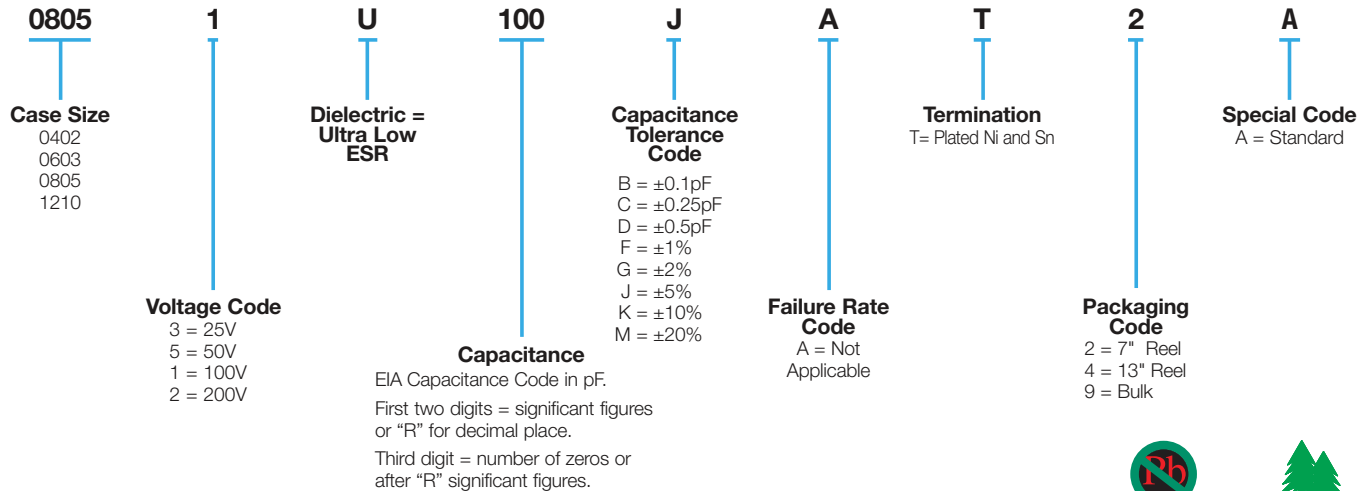 0805 1 U 100 J A T 2 A
Case Size
0402
0603
0805
1210
Voltage Code
3 = 25V
5 = 50V
1 = 100V
2 = 200V
Dielectric =
Ultra Low
ESR
Capacitance
EIA Capacitance Code in pF.
First two digits = significant figures
or “R” for decimal place.
Third digit = number of zeros or
after “R” significant figures.
Capacitance
Tolerance
Code
B = ±0.1pF
C = ±0.25pF
D = ±0.5pF
F = ±1%
G = ±2%
J = ±5%
K = ±10%
M = ±20%
Failure Rate
Code
A = Not
Applicable
Termination
T= Plated Ni and Sn
Packaging
Code
2 = 7" Reel
4 = 13" Reel
9 = Bulk
Special Code
A = Standard
Pb